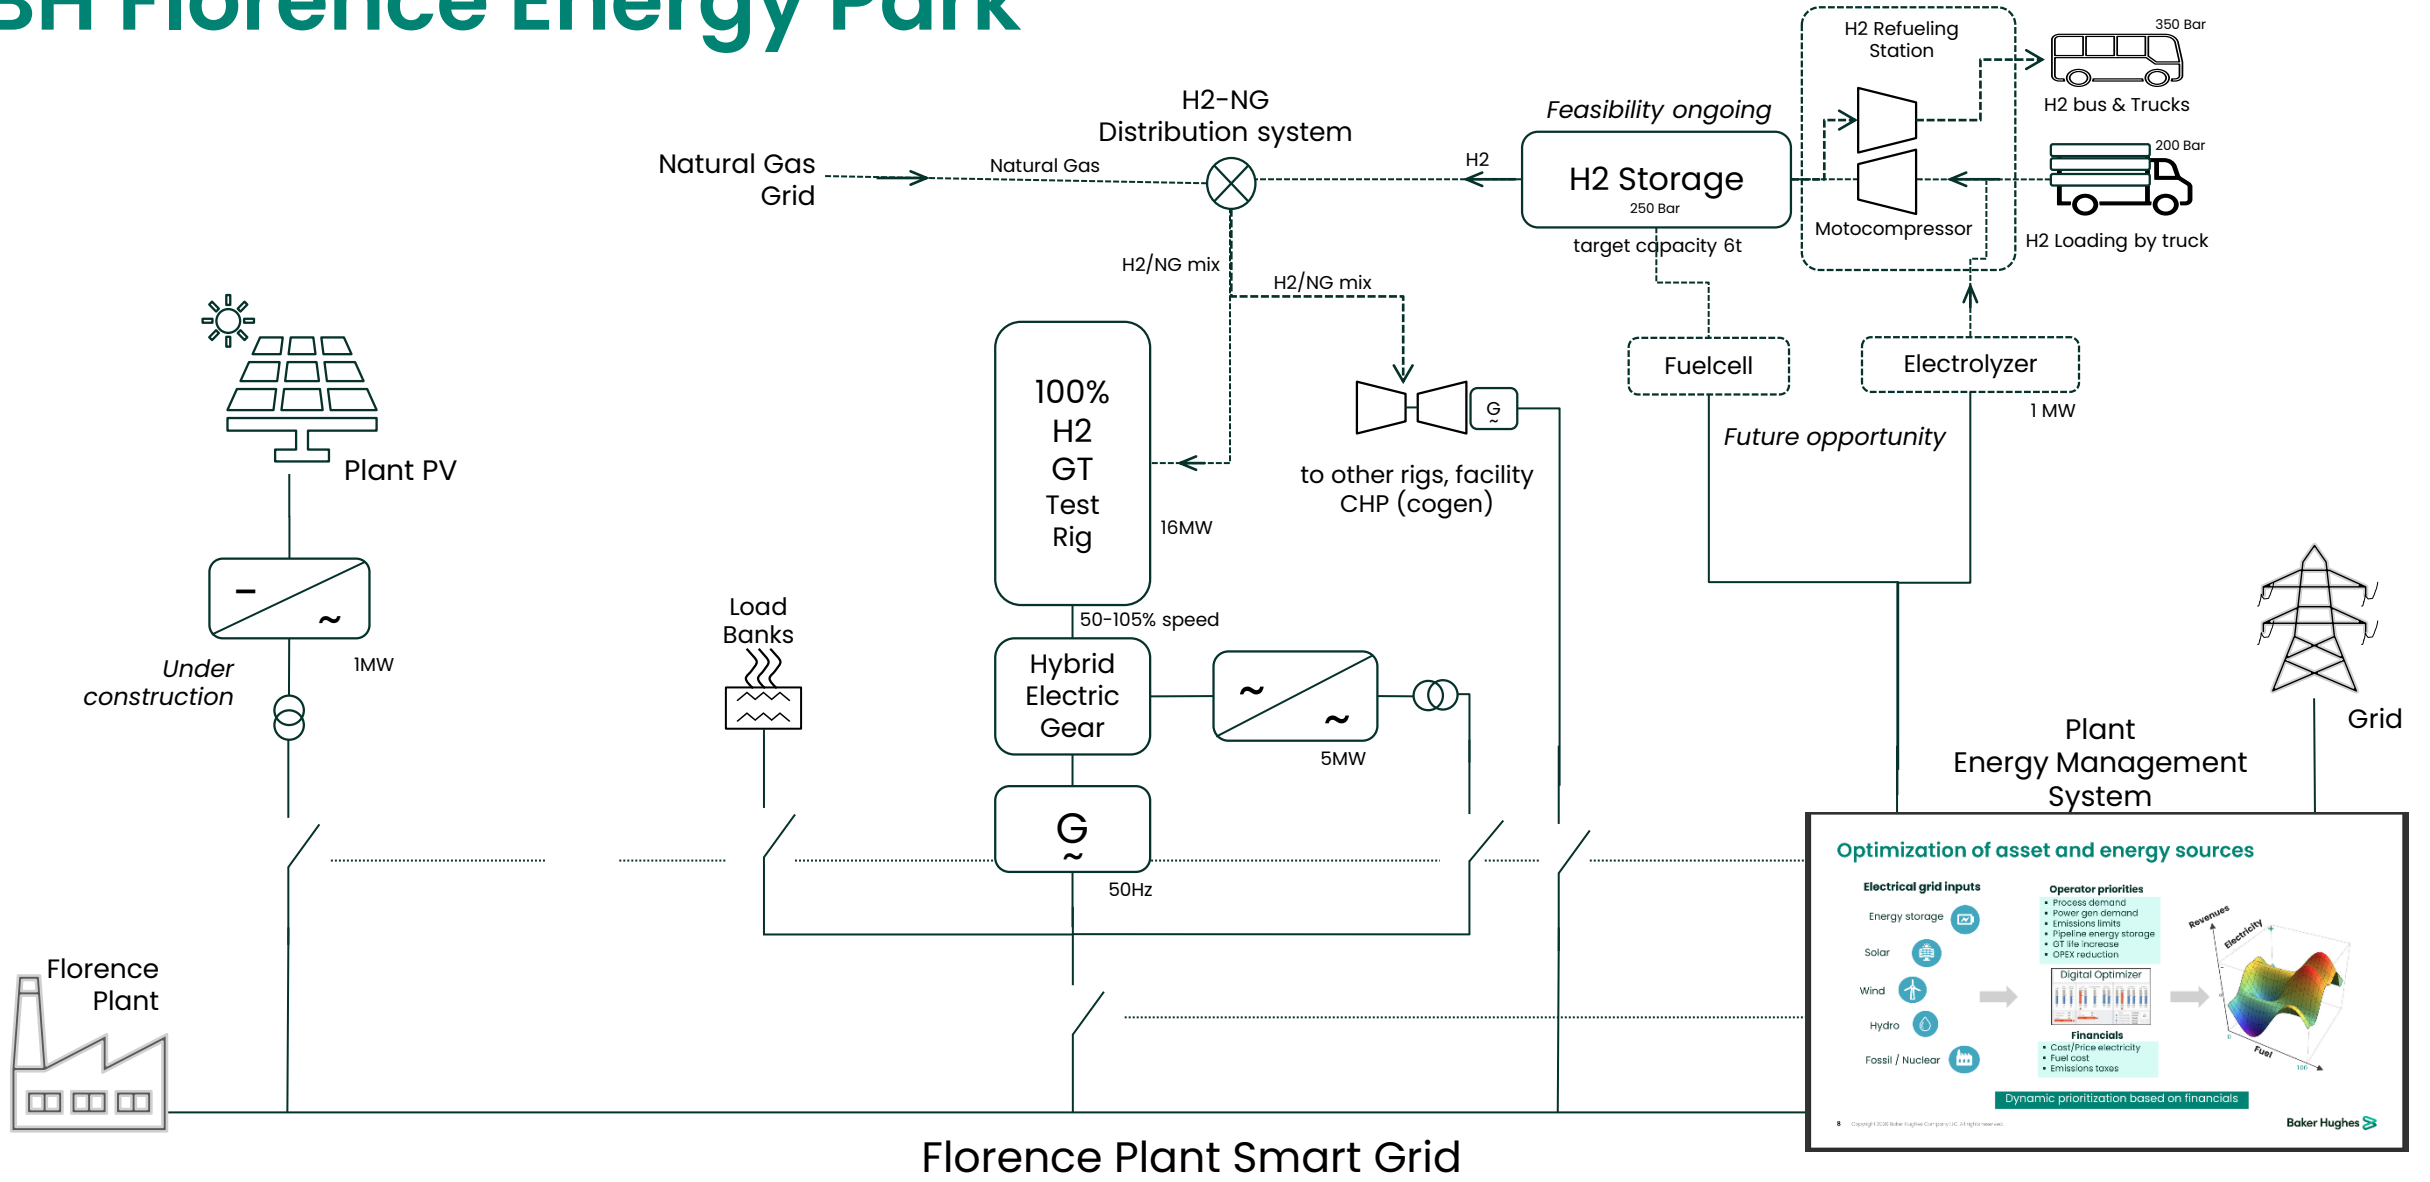 BH Florence Energy Park
H2 Refueling
Station
350 Bar
H2 bus & Trucks
200 Bar
H2 Loading by truck
Motocompressor
Feasibility ongoing
H2 Storage
250 Bar
target capacity 6t
H2
H2-NG
Distribution system
Natural Gas
Natural Gas
Grid
H2/NG mix
H2/NG mix
100%
H2
GT
Test
Rig
16MW
G
~
to other rigs, facility
CHP (cogen)
Fuelcell
Electrolyzer
1 MW
Future opportunity
Plant PV
–
~
1MW
Under
construction
Load
Banks
50-105% speed
Hybrid
Electric
Gear
~
~
5MW
G
~
50Hz
Grid
Plant
Energy Management
System
Florence
Plant
Optimization of asset and energy sources
Electrical grid inputs
Energy storage
Solar
Wind
Hydro
Fossil / Nuclear
Operator priorities
▪ Process demand
▪ Power gen demand
▪ Emissions limits
▪ Pipeline energy storage
▪ GT life increase
▪ OPEX reduction
Digital Optimizer
Financials
▪ Cost/Price electricity
▪ Fuel cost
▪ Emissions taxes
Revenues
Electricity
Fuel
0
100
Dynamic prioritization based on financials
8
Baker Hughes
Florence Plant Smart Grid